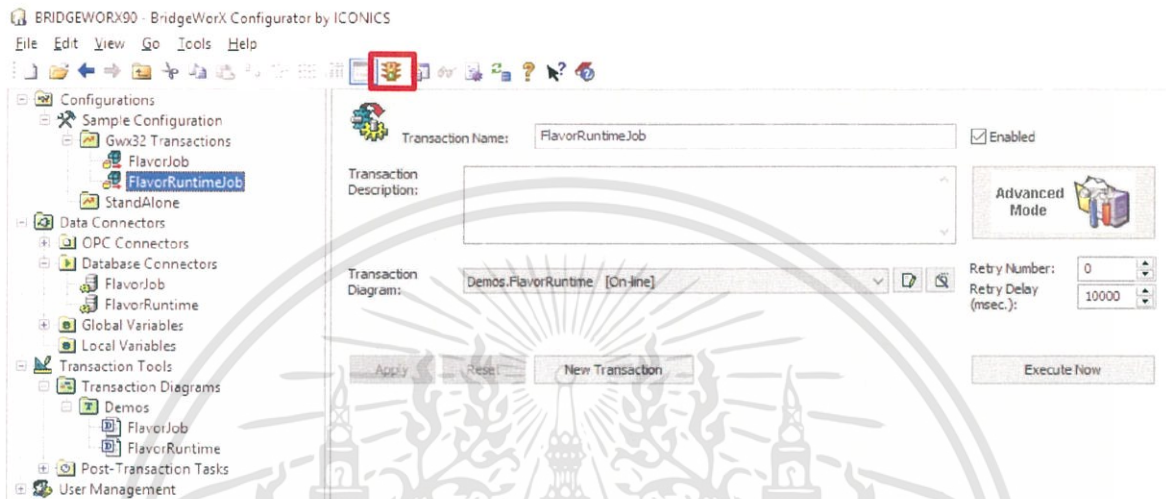 BRIDGEWORX90 - BridgeWorX Configurator by ICONICS
File Edit View Go Tools Help
Configurations
Sample Configuration
Gwx32 Transactions
FlavorJob
FlavorRuntimeJob
StandAlone
Data Connectors
OPC Connectors
Database Connectors
FlavorJob
FlavorRuntime
Global Variables
Local Variables
Transaction Tools
Transaction Diagrams
Demos
FlavorJob
FlavorRuntime
Post-Transaction Tasks
User Management
Transaction Name: FlavorRuntimeJob Enabled
Transaction
Description:
Advanced
Mode
Transaction
Diagram:
Demos.FlavorRuntime [On-line]
Retry Number: 0
Retry Delay
(msec.): 10000
Apply Reset New Transaction Execute Now